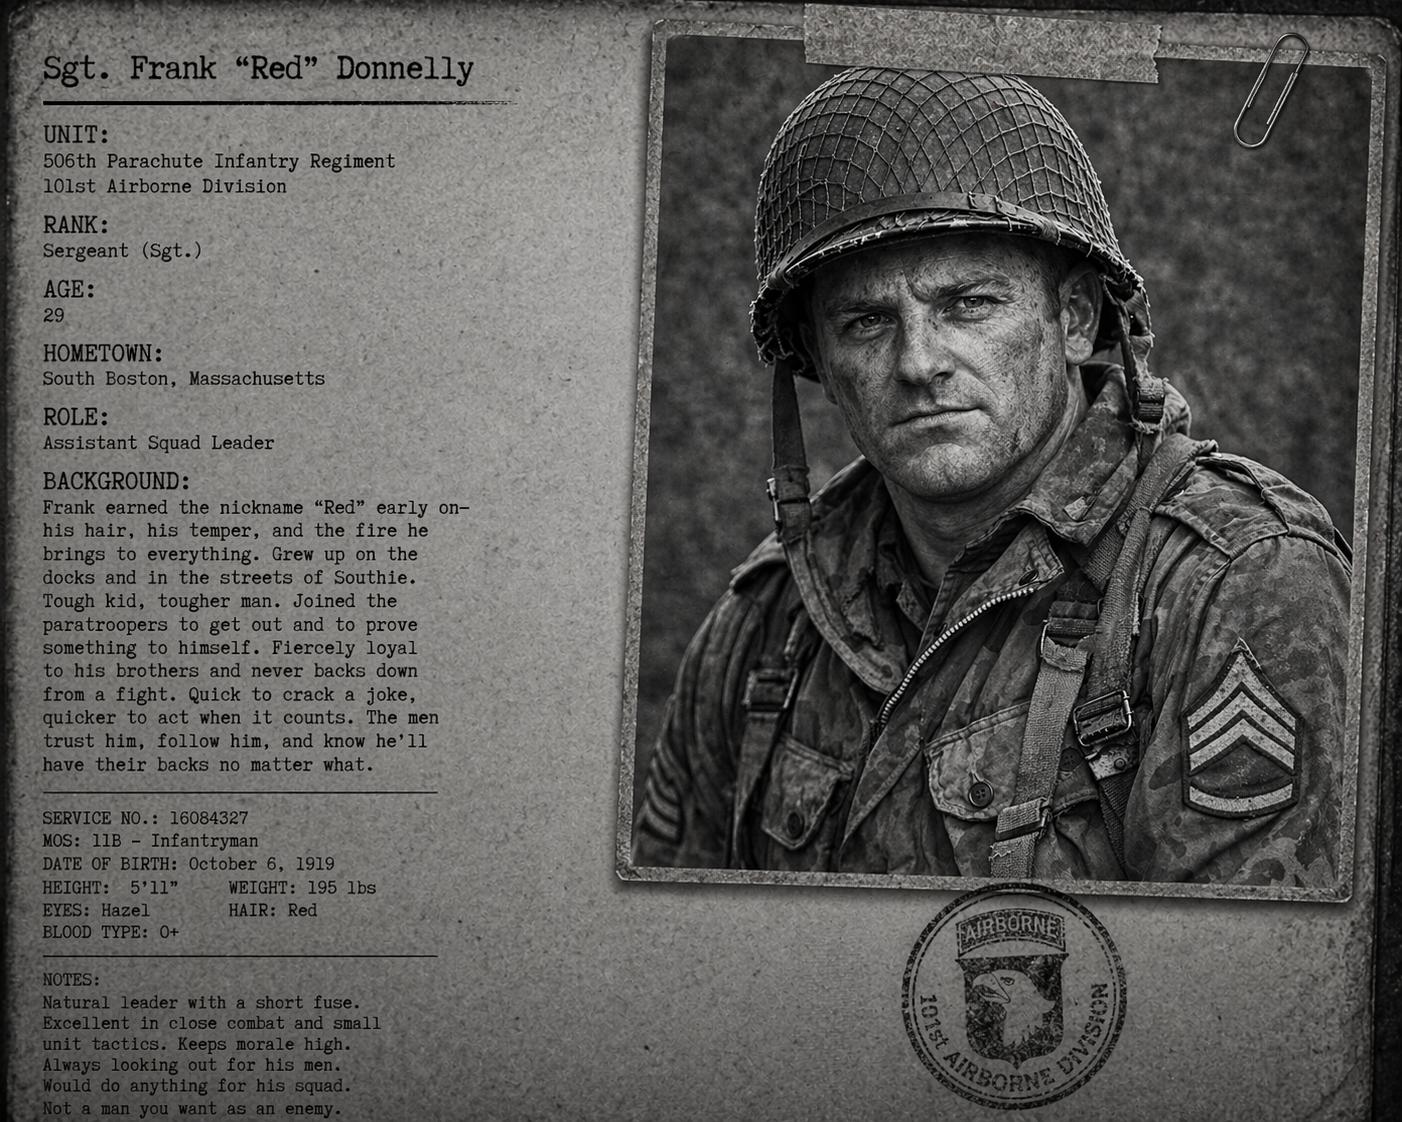 Sgt. Frank “Red” Donnelly
UNIT:
506th Parachute Infantry Regiment
101st Airborne Division
RANK:
Sergeant (Sgt.)
AGE:
29
HOMETOWN:
South Boston, Massachusetts
ROLE:
Assistant Squad Leader
BACKGROUND:
Frank earned the nickname “Red” early on—
his hair, his temper, and the fire he
brings to everything. Grew up on the
docks and in the streets of Southie.
Tough kid, tougher man. Joined the
paratroopers to get out and to prove
something to himself. Fiercely loyal
to his brothers and never backs down
from a fight. Quick to crack a joke,
quicker to act when it counts. The men
trust him, follow him, and know he’ll
have their backs no matter what.
SERVICE NO.: 16084327
MOS: 11B – Infantryman
DATE OF BIRTH: October 6, 1919
HEIGHT: 5’11” WEIGHT: 195 lbs
EYES: Hazel HAIR: Red
BLOOD TYPE: O+
NOTES:
Natural leader with a short fuse.
Excellent in close combat and small
unit tactics. Keeps morale high.
Always looking out for his men.
Would do anything for his squad.
Not a man you want as an enemy.
AIRBORNE
101st AIRBORNE DIVISION